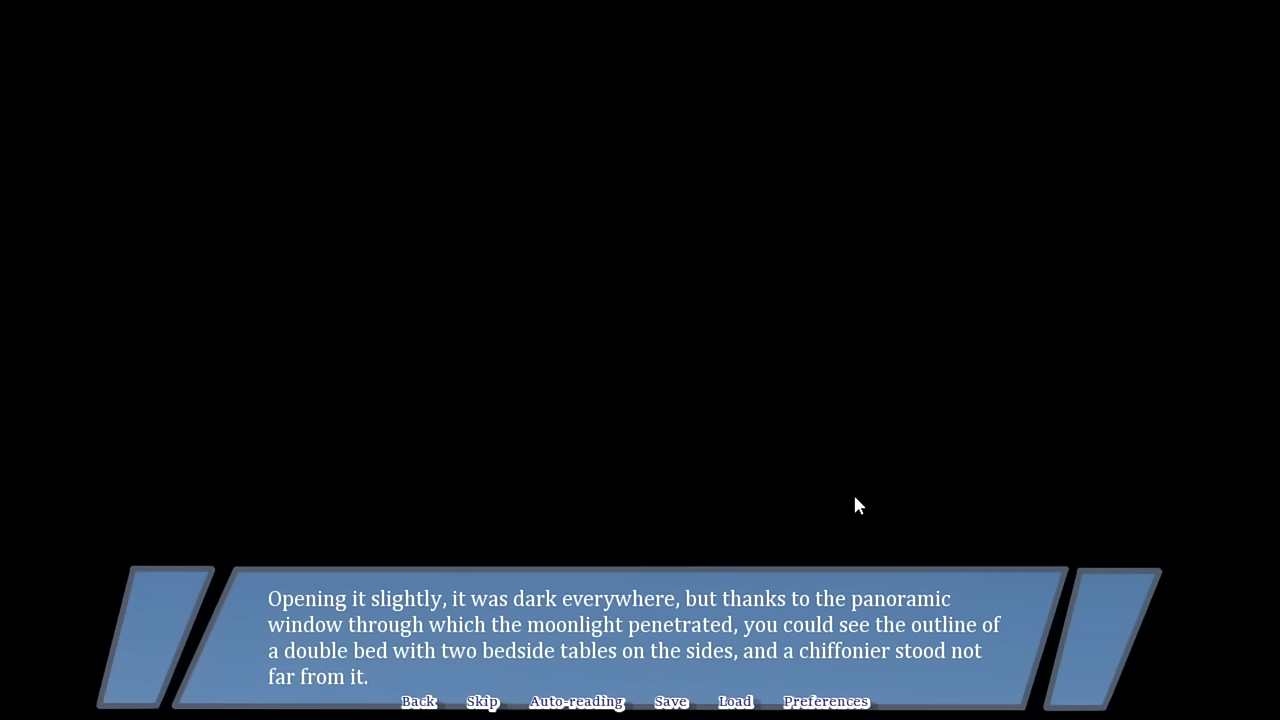 Opening it slightly, it was dark everywhere, but thanks to the panoramic
window through which the moonlight penetrated, you could see the outline of
a double bed with two bedside tables on the sides, and a chiffonier stood not
far from it.
Back Skip Auto-reading Save Load Preferences